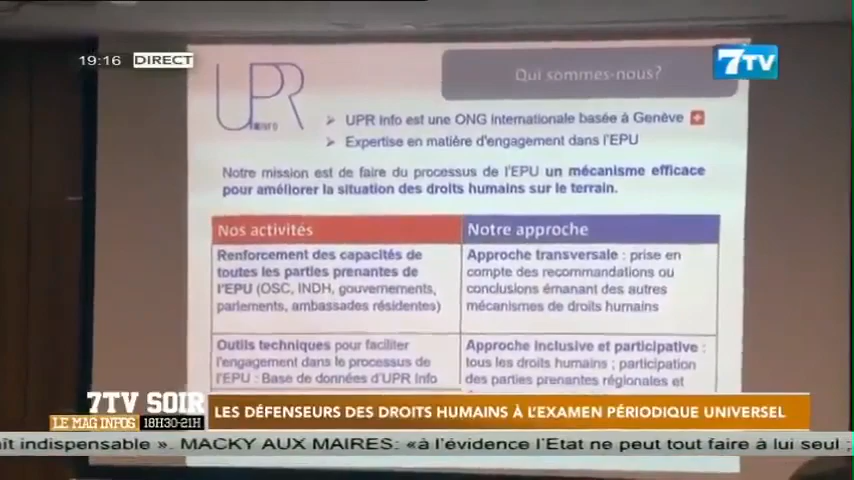 19:16 DIRECT
7TV
UPR
info
Qui sommes-nous?
➢ UPR Info est une ONG internationale basée à Genève
➢ Expertise en matière d'engagement dans l'EPU
Notre mission est de faire du processus de l'EPU un mécanisme efficace
pour améliorer la situation des droits humains sur le terrain.
Nos activités
Renforcement des capacités de
toutes les parties prenantes de
l'EPU (OSC, INDH, gouvernements,
parlements, ambassades résidentes)
Outils techniques pour faciliter
l'engagement dans le processus de
l'EPU : Base de données d'UPR Info
Notre approche
Approche transversale : prise en
compte des recommandations ou
conclusions émanant des autres
mécanismes de droits humains
Approche inclusive et participative :
tous les droits humains ; participation
des parties prenantes régionales et
7TV SOIR
LE MAG INFOS 18H30-21H
LES DÉFENSEURS DES DROITS HUMAINS À L'EXAMEN PÉRIODIQUE UNIVERSEL
aît indispensable ». MACKY AUX MAIRES: «à l'évidence l'Etat ne peut tout faire à lui seul ;